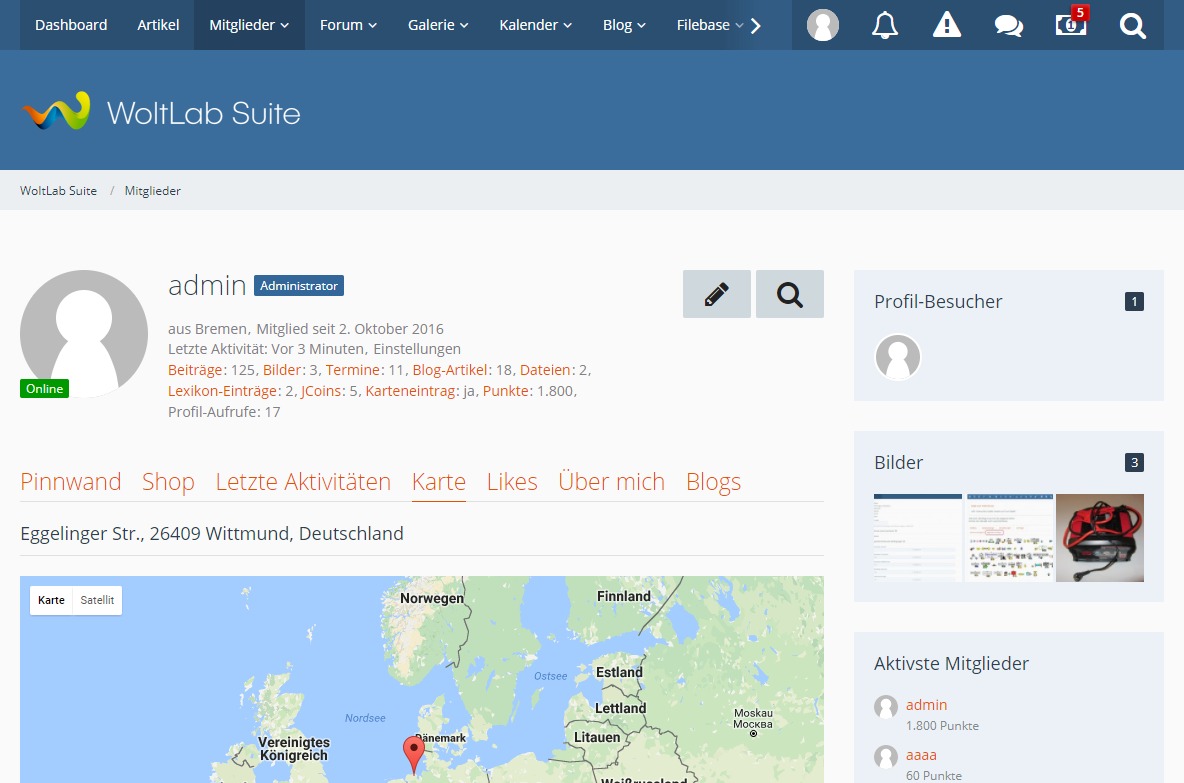 Dashboard Artikel Mitglieder Forum Galerie Kalender Blog Filebase 5
WoltLab Suite
WoltLab Suite / Mitglieder
admin Administrator
aus Bremen, Mitglied seit 2. Oktober 2016
Letzte Aktivität: Vor 3 Minuten, Einstellungen
Beiträge: 125, Bilder: 3, Termine: 11, Blog-Artikel: 18, Dateien: 2,
Lexikon-Einträge: 2, JCoins: 5, Karteneintrag: ja, Punkte: 1.800,
Profil-Aufrufe: 17
Online
Pinnwand Shop Letzte Aktivitäten Karte Likes Über mich Blogs
Eggelinger Str., 26409 Wittmund, Deutschland
Karte Satellit
Norwegen
Finnland
Estland
Ostsee
Lettland
Nordsee
Moskau
Москва
Dänemark
Litauen
Vereinigtes
Königreich
Weißrussland
Profil-Besucher 1
Bilder 3
Aktivste Mitglieder
admin
1.800 Punkte
aaaa
60 Punkte